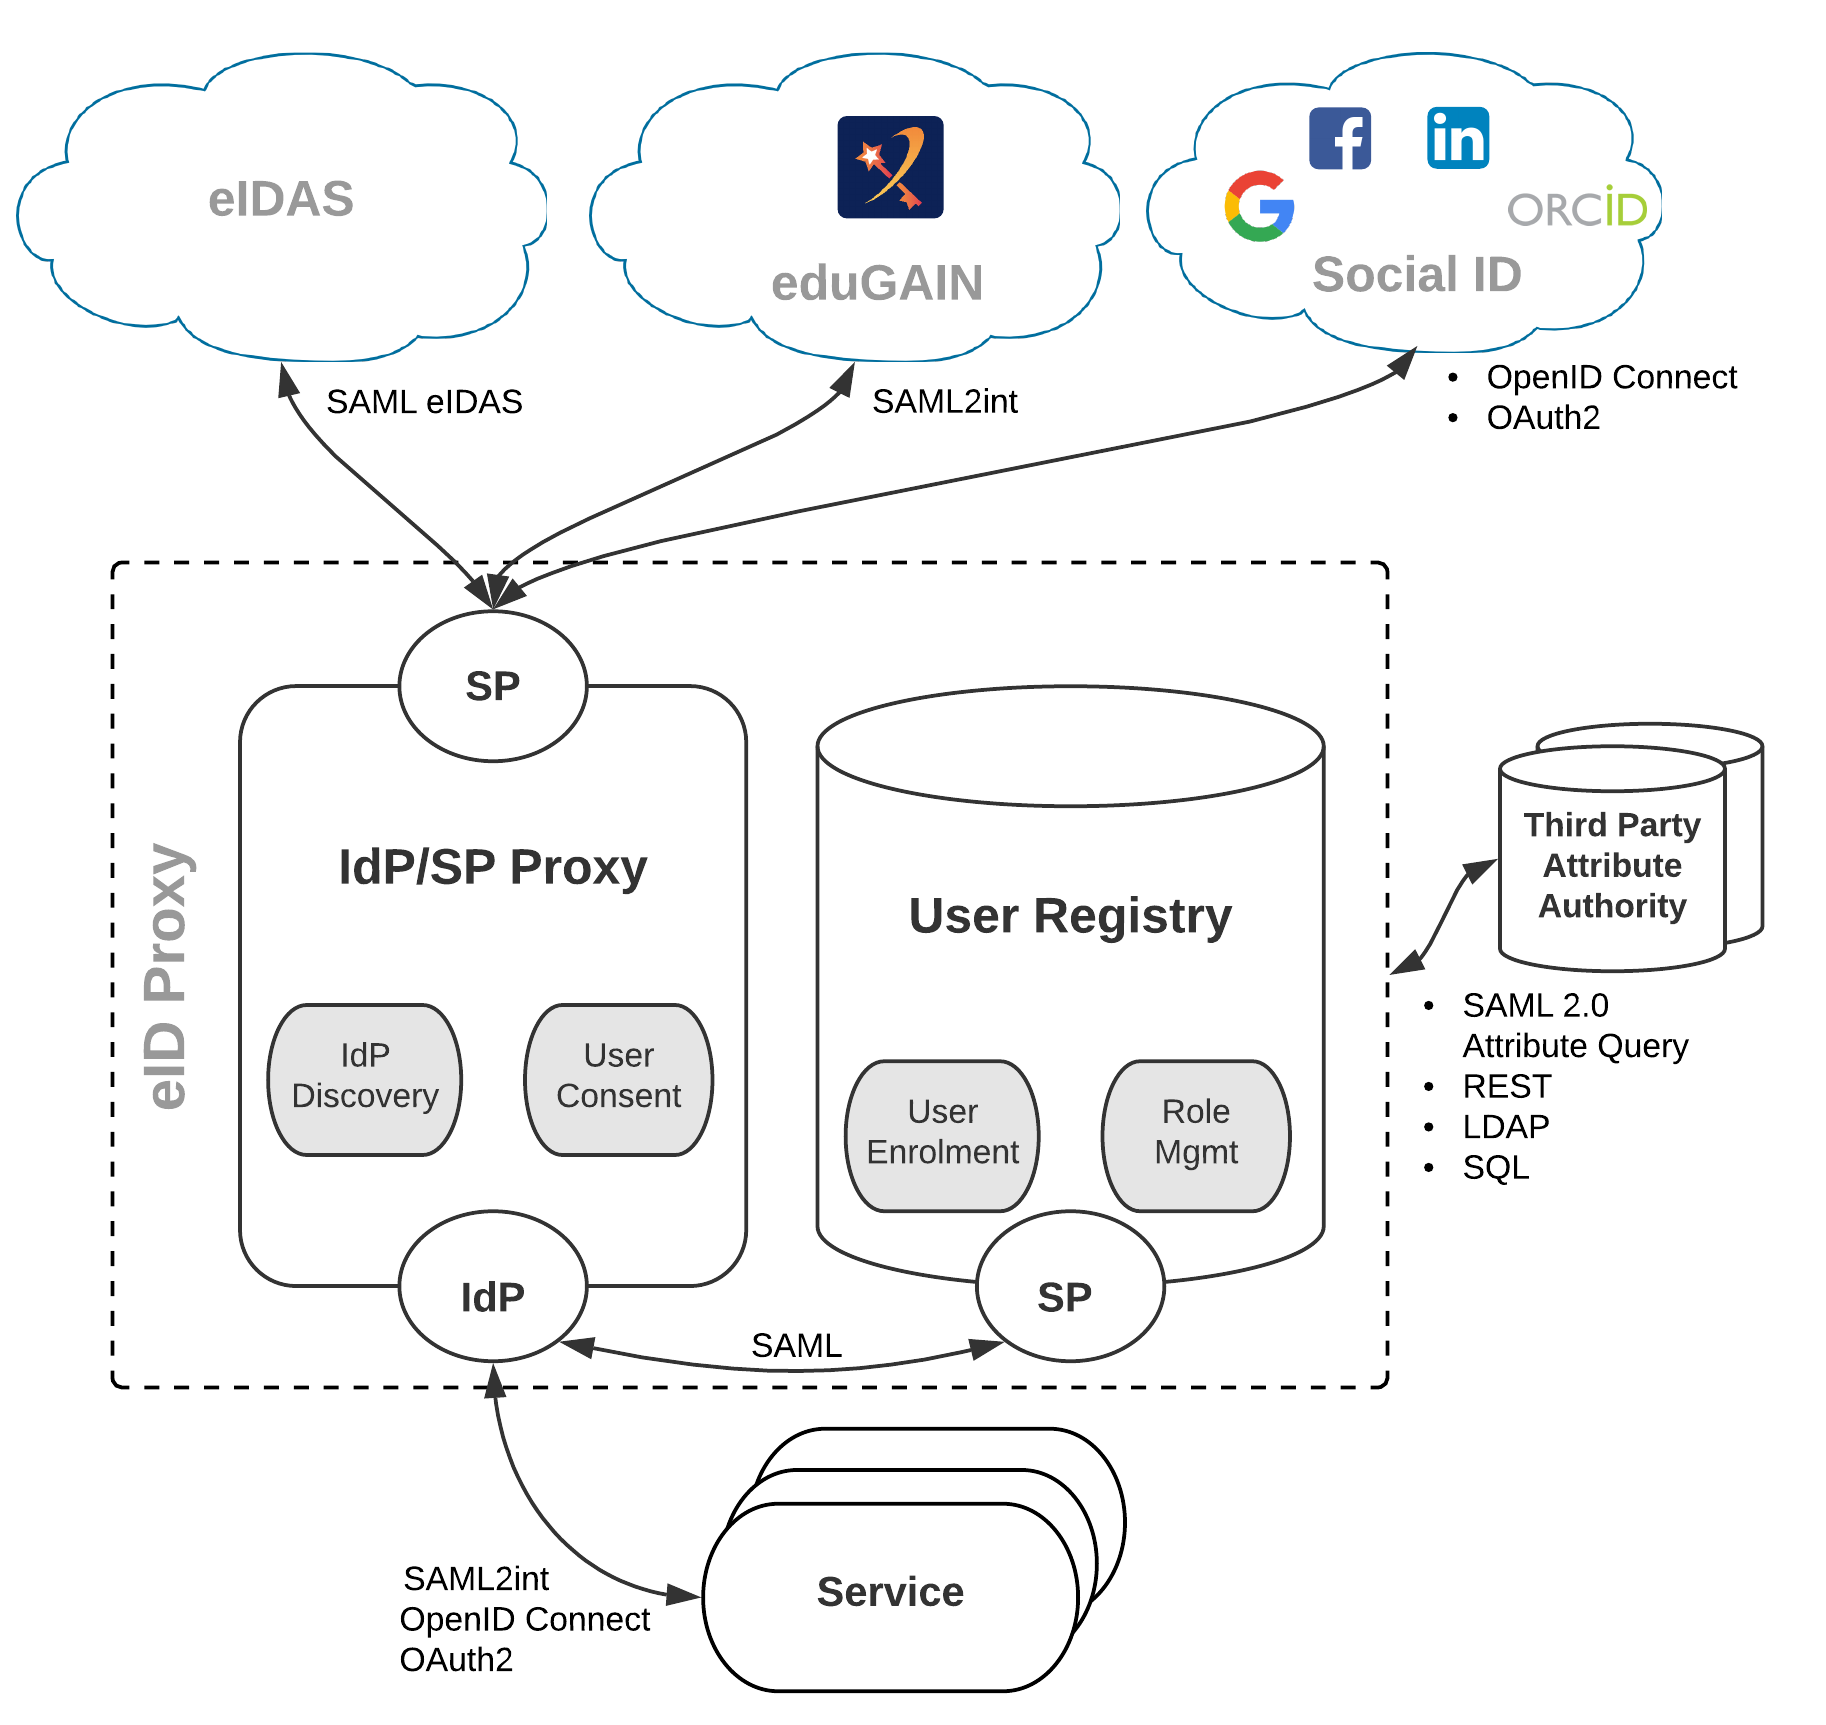 eIDAS
eduGAIN
in
ORCiD
Social ID
SAML eIDAS
SAML2int
• OpenID Connect
• OAuth2
eID Proxy
SP
IdP/SP Proxy
IdP
Discovery
User
Consent
IdP
User Registry
User
Enrolment
Role
Mgmt
SP
SAML
Third Party
Attribute
Authority
• SAML 2.0
Attribute Query
• REST
• LDAP
• SQL
SAML2int
OpenID Connect
OAuth2
Service